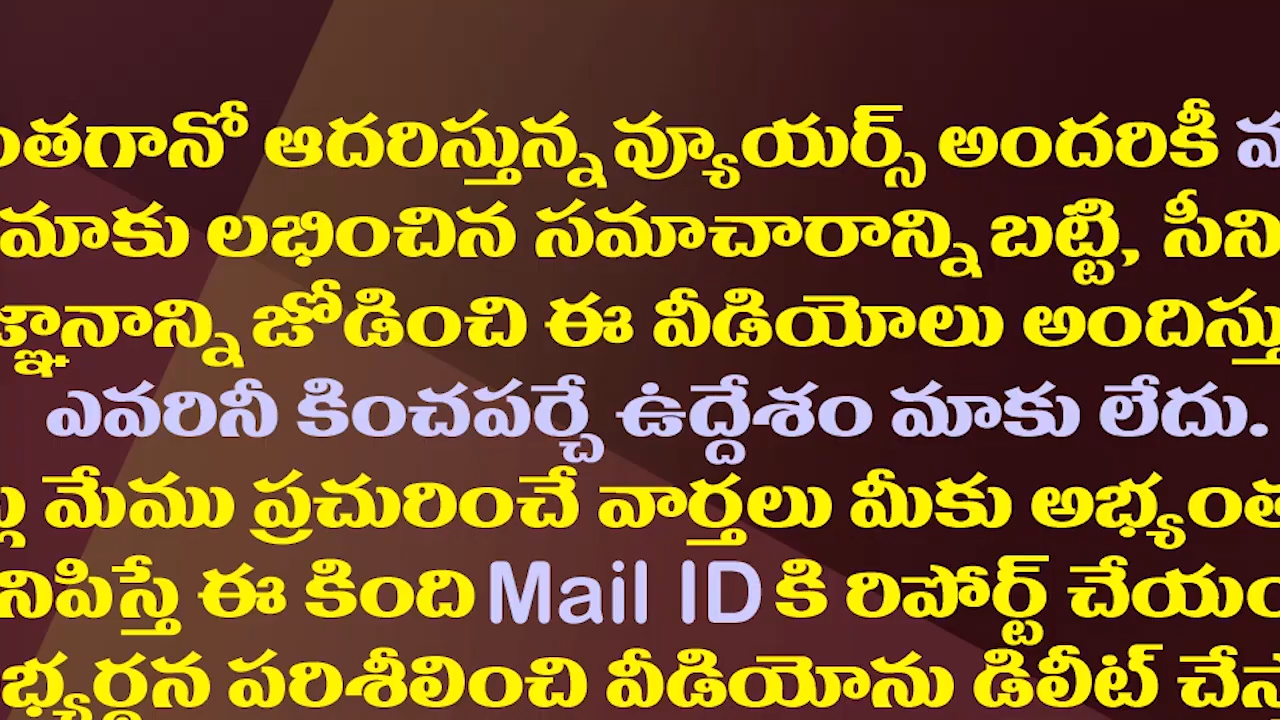 ంతగానో ఆదరిస్తున్న వ్యూయర్స్ అందరికీ
మాకు లభించిన సమాచారాన్ని బట్టి, సీని
జ్ఞానాన్ని జోడించి ఈ వీడియోలు అందిస్తు
ఎవరినీ కించపర్చే ఉద్దేశం మాకు లేదు.
మేము ప్రచురించే వార్తలు మీకు అభ్యంత
నిపిస్తే ఈ కింది Mail ID కి రిపోర్ట్ చేయం
భ్యర్ధన పరిశీలించి వీడియోను డిలీట్ చేస